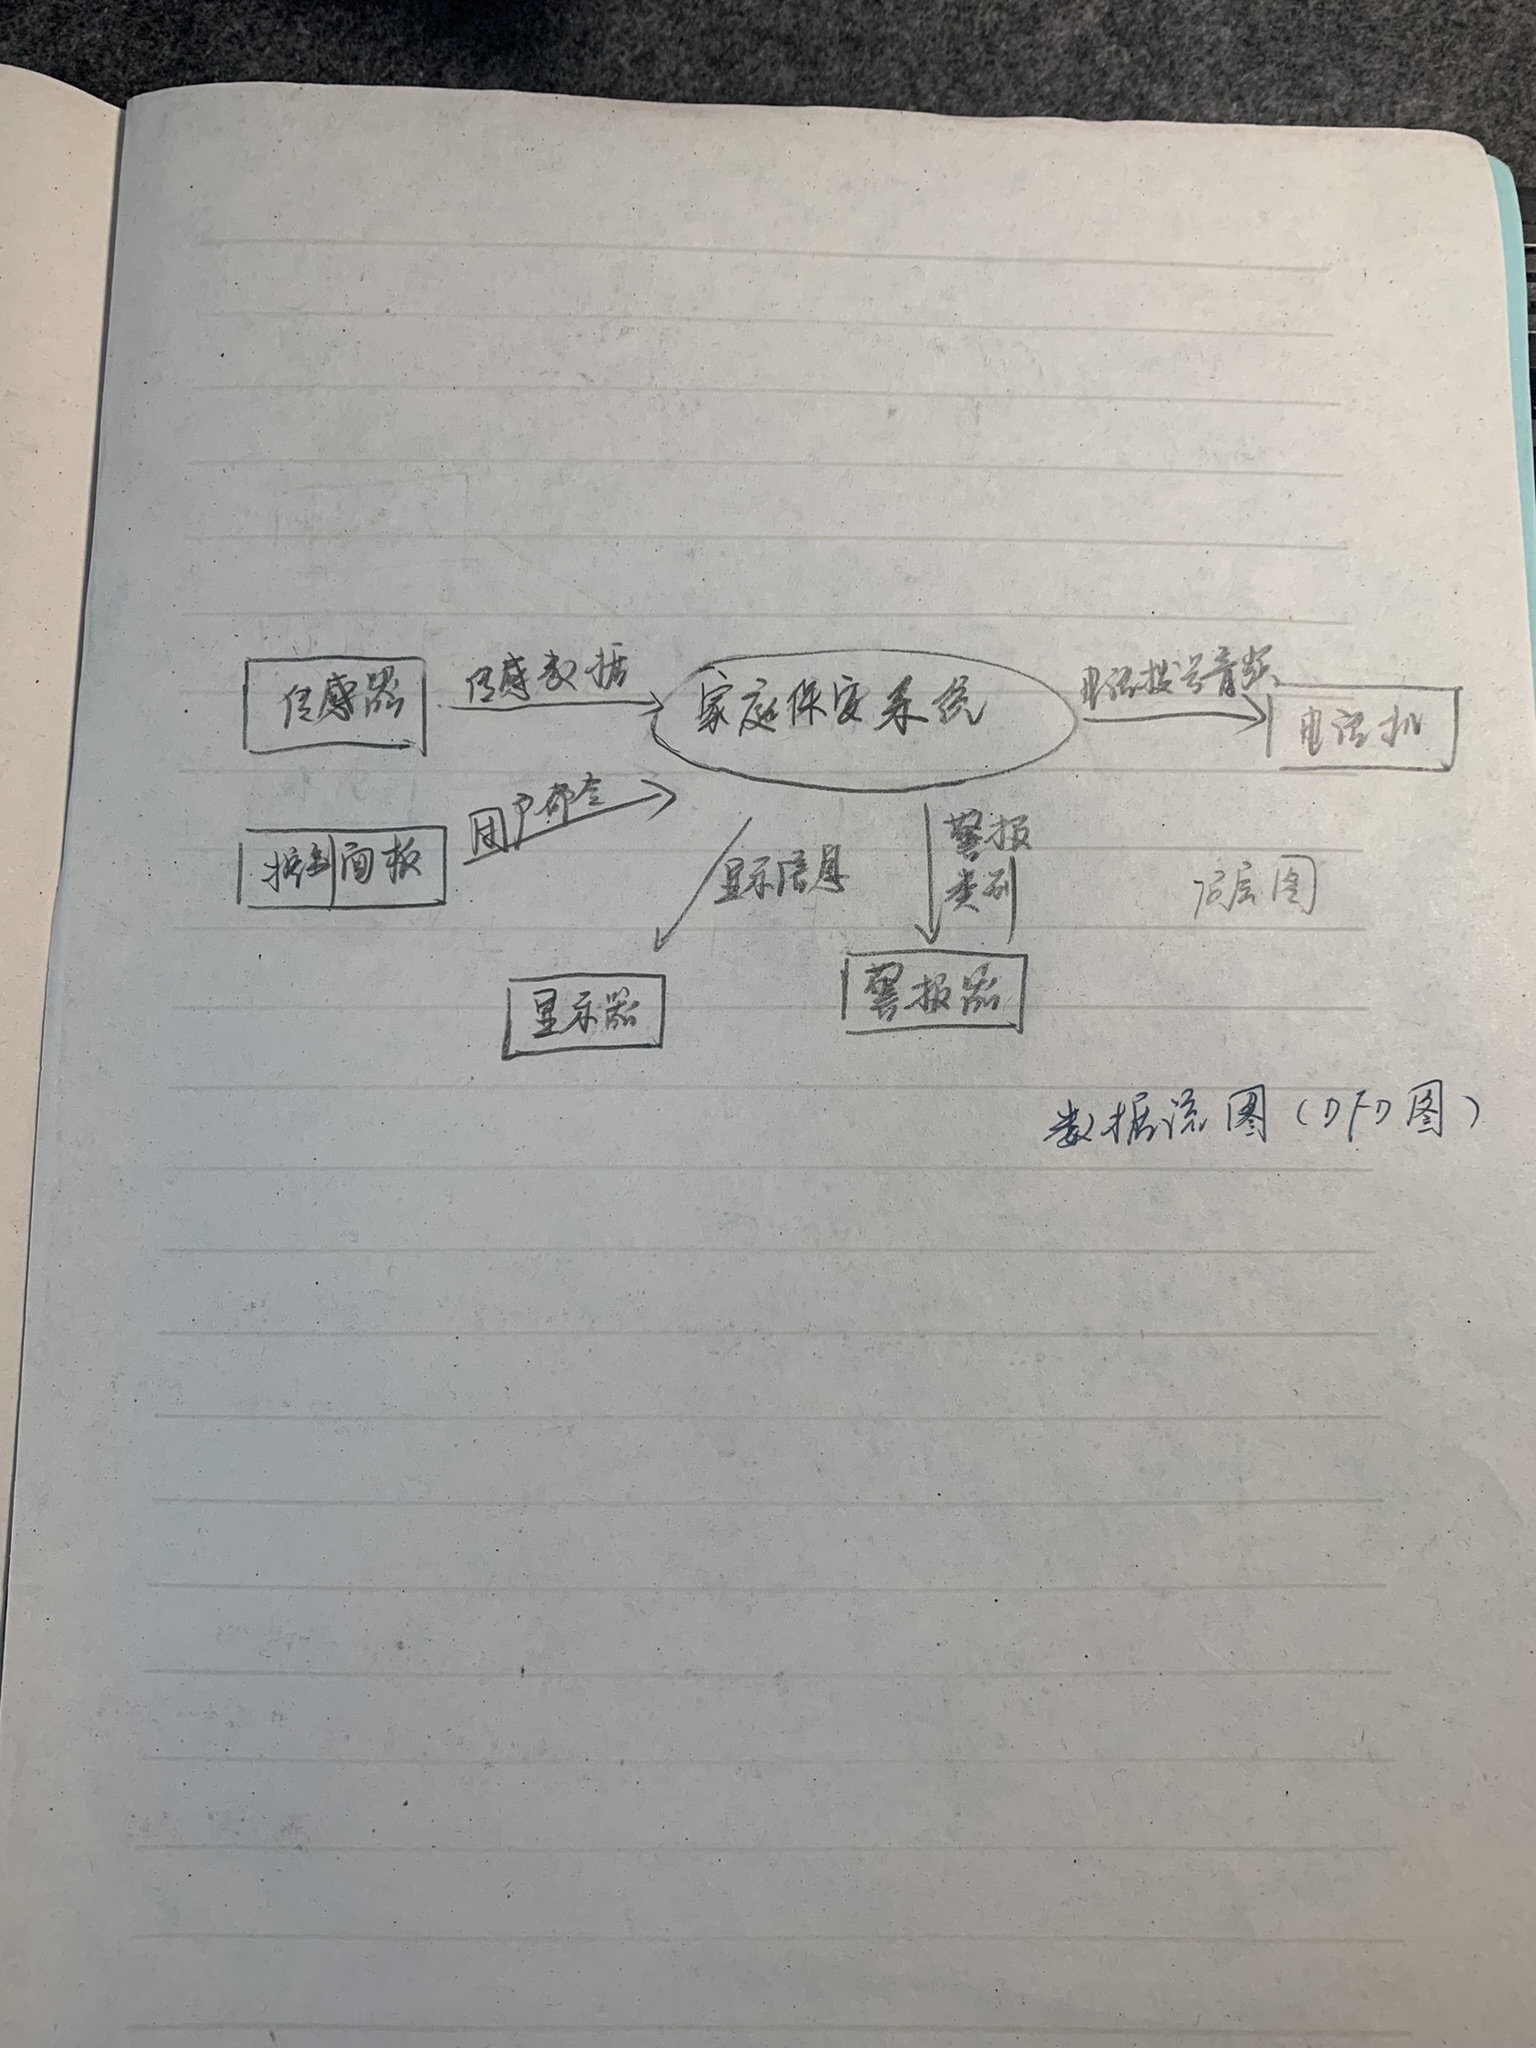 传感器
传感数据
家庭保安系统
电话拨号音频
电话机
控制面板
用户命令
显示信息
警报
类别
顶层图
显示器
警报器
数据流图（DFD图）